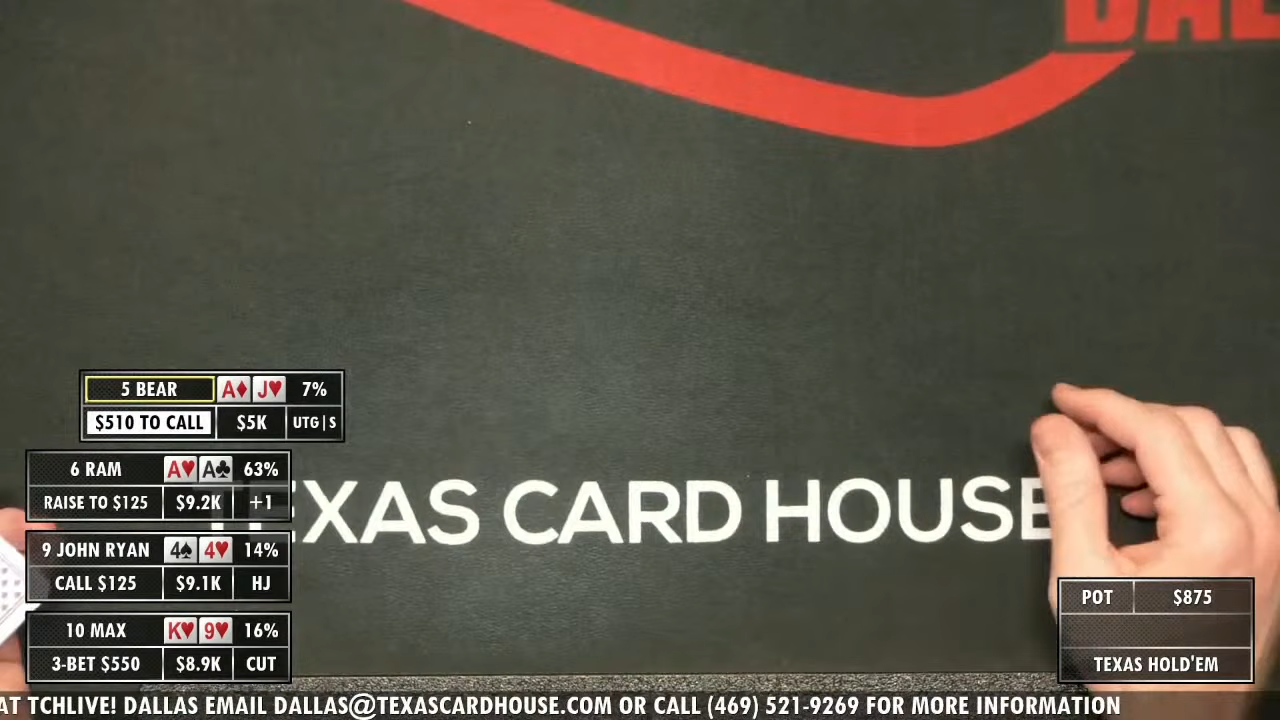 DAL
5 BEAR A♦ J♥ 7%
$510 TO CALL $5K UTG|S
6 RAM A♥ A♣ 63%
RAISE TO $125 $9.2K +1
TEXAS CARD HOUSE
9 JOHN RYAN 4♠ 4♥ 14%
CALL $125 $9.1K HJ
10 MAX K♥ 9♥ 16%
3-BET $550 $8.9K CUT
POT $875
TEXAS HOLD'EM
AT TCHLIVE! DALLAS EMAIL DALLAS@TEXASCARDHOUSE.COM OR CALL (469) 521-9269 FOR MORE INFORMATION